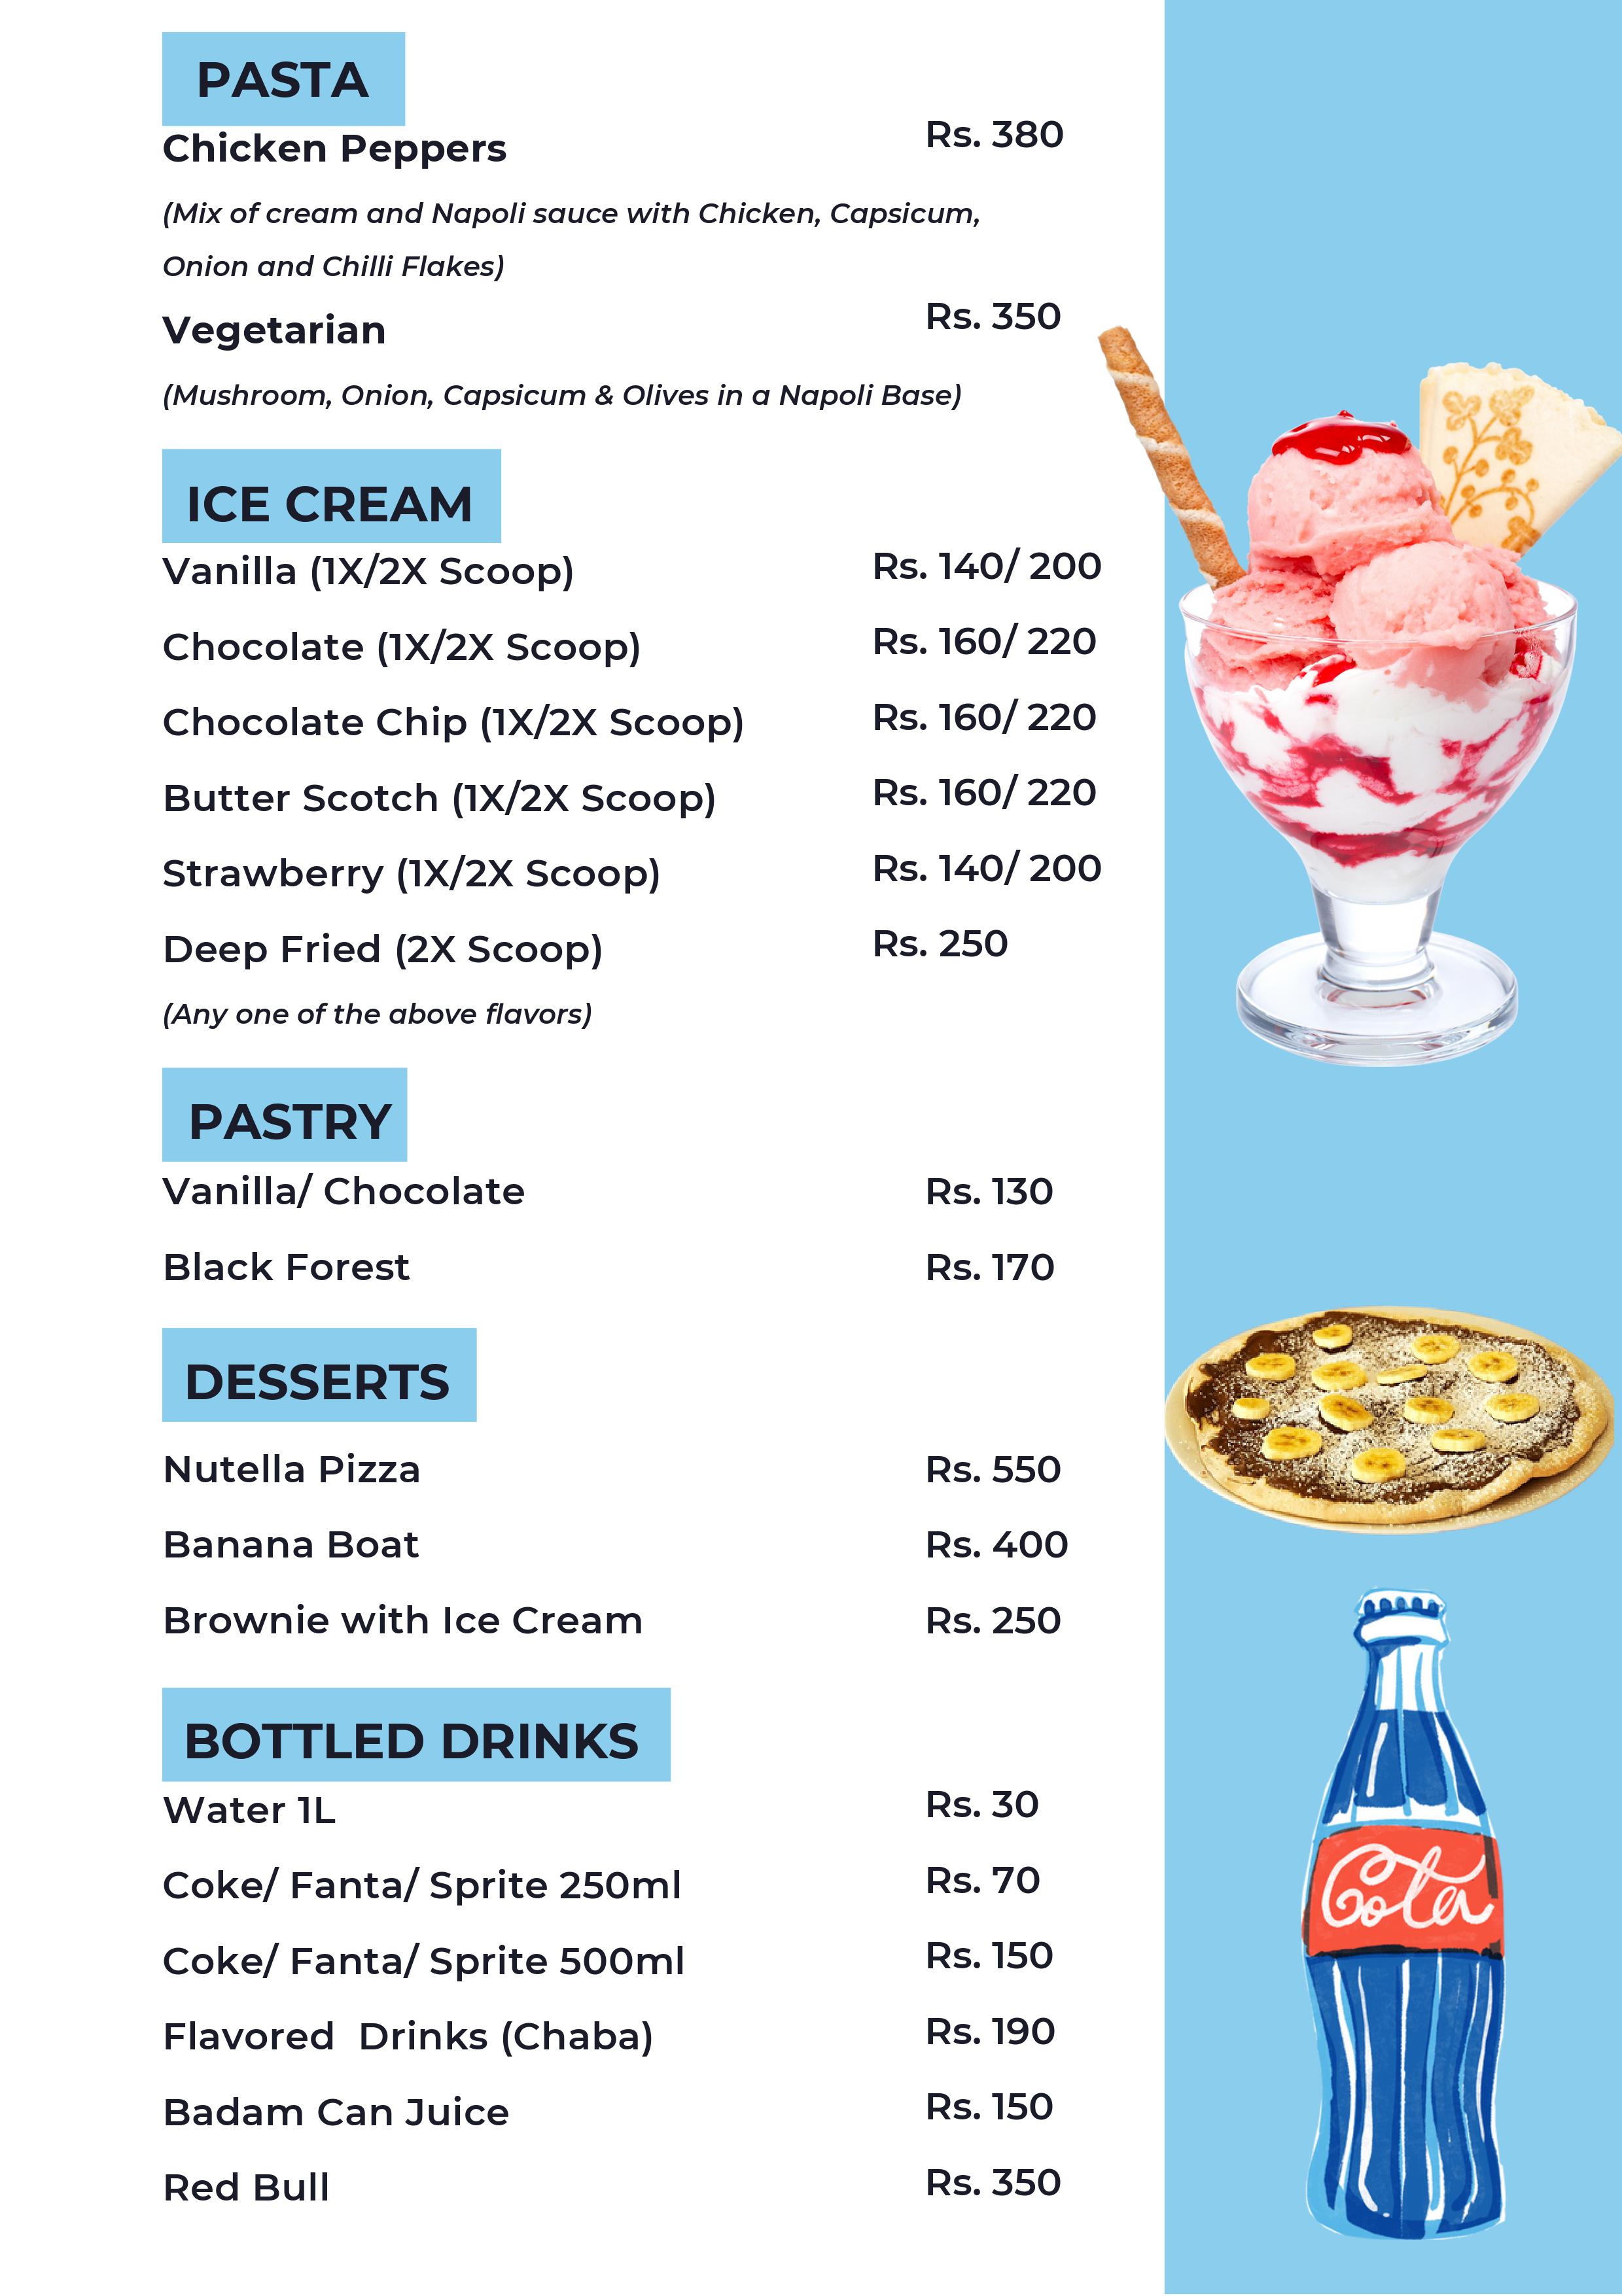 PASTA
Chicken Peppers Rs. 380
(Mix of cream and Napoli sauce with Chicken, Capsicum,
Onion and Chilli Flakes)
Vegetarian Rs. 350
(Mushroom, Onion, Capsicum & Olives in a Napoli Base)
ICE CREAM
Vanilla (1X/2X Scoop) Rs. 140/ 200
Chocolate (1X/2X Scoop) Rs. 160/ 220
Chocolate Chip (1X/2X Scoop) Rs. 160/ 220
Butter Scotch (1X/2X Scoop) Rs. 160/ 220
Strawberry (1X/2X Scoop) Rs. 140/ 200
Deep Fried (2X Scoop) Rs. 250
(Any one of the above flavors)
PASTRY
Vanilla/ Chocolate Rs. 130
Black Forest Rs. 170
DESSERTS
Nutella Pizza Rs. 550
Banana Boat Rs. 400
Brownie with Ice Cream Rs. 250
BOTTLED DRINKS
Water 1L Rs. 30
Coke/ Fanta/ Sprite 250ml Rs. 70
Coke/ Fanta/ Sprite 500ml Rs. 150
Flavored  Drinks (Chaba) Rs. 190
Badam Can Juice Rs. 150
Red Bull Rs. 350
Cola